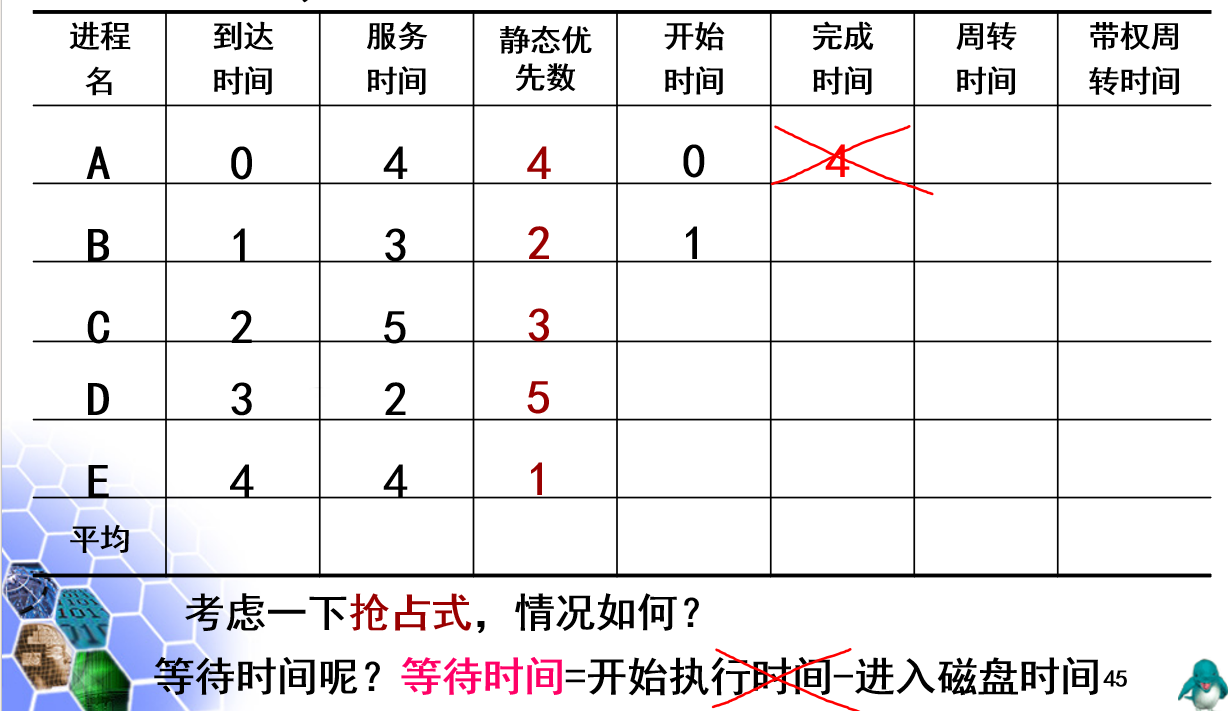 进程名 到达时间 服务时间 静态优先数 开始时间 完成时间 周转时间 带权周转时间
A 0 4 4 0 4
B 1 3 2 1
C 2 5 3
D 3 2 5
E 4 4 1
平均
考虑一下抢占式，情况如何？
等待时间呢？等待时间=开始执行时间-进入磁盘时间45